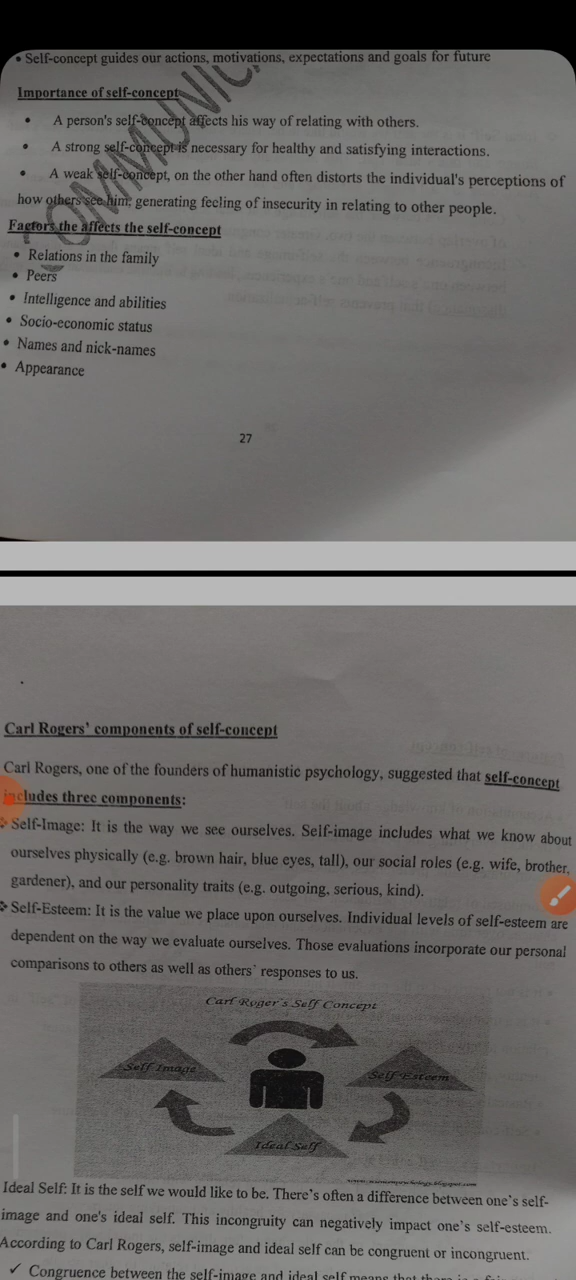 • Self-concept guides our actions, motivations, expectations and goals for future
Importance of self-concept
• A person's self-concept affects his way of relating with others.
• A strong self-concept is necessary for healthy and satisfying interactions.
• A weak self-concept, on the other hand often distorts the individual's perceptions of
how others see him, generating feeling of insecurity in relating to other people.
Factors the affects the self-concept
• Relations in the family
• Peers
• Intelligence and abilities
• Socio-economic status
• Names and nick-names
• Appearance
27
Carl Rogers' components of self-concept
Carl Rogers, one of the founders of humanistic psychology, suggested that self-concept
includes three components:
Self-Image: It is the way we see ourselves. Self-image includes what we know about
ourselves physically (e.g. brown hair, blue eyes, tall), our social roles (e.g. wife, brother,
gardener), and our personality traits (e.g. outgoing, serious, kind).
Self-Esteem: It is the value we place upon ourselves. Individual levels of self-esteem are
dependent on the way we evaluate ourselves. Those evaluations incorporate our personal
comparisons to others as well as others' responses to us.
Carl Roger's Self Concept
Self Image
Self Esteem
Ideal Self
Ideal Self: It is the self we would like to be. There's often a difference between one's self-
image and one's ideal self. This incongruity can negatively impact one's self-esteem.
According to Carl Rogers, self-image and ideal self can be congruent or incongruent.
✓ Congruence between the self-image and ideal self means that there is a